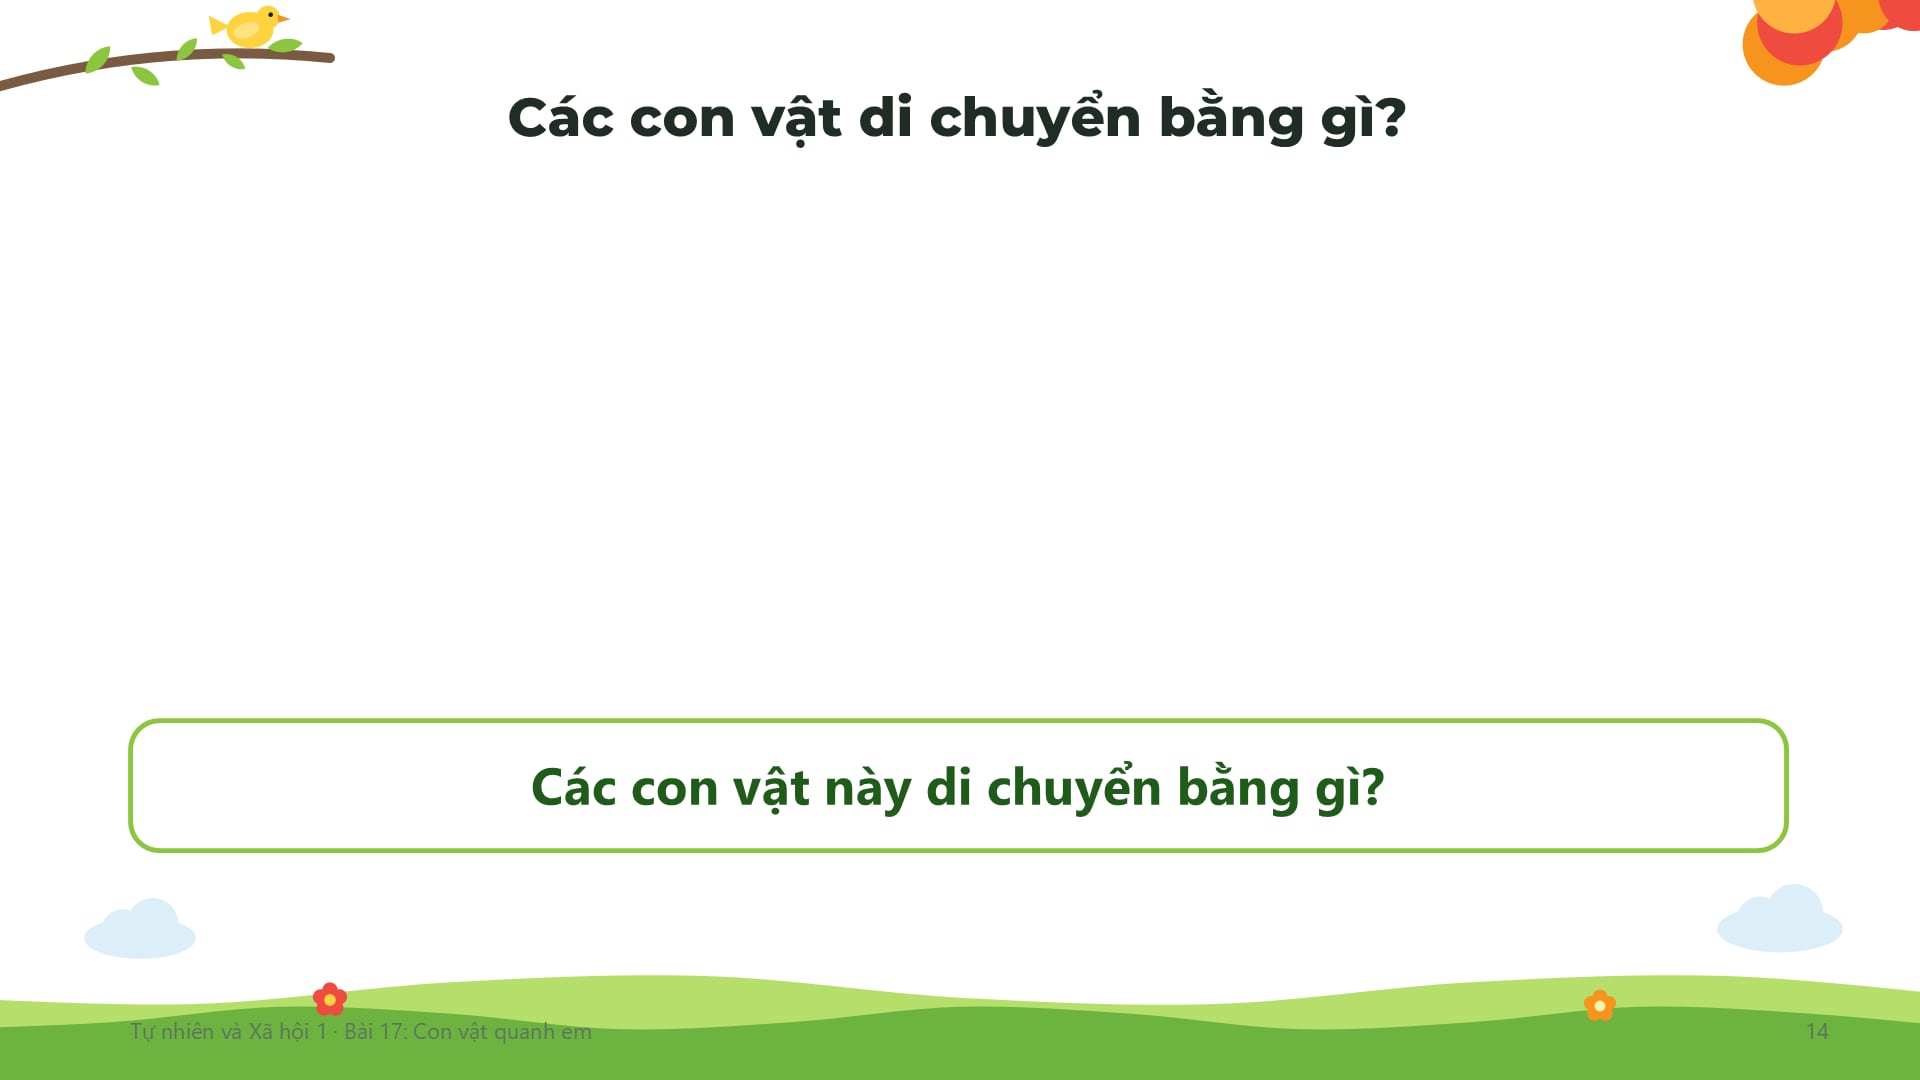 Các con vật di chuyển bằng gì?
Các con vật này di chuyển bằng gì?
Tự nhiên và Xã hội 1 · Bài 17: Con vật quanh em
14